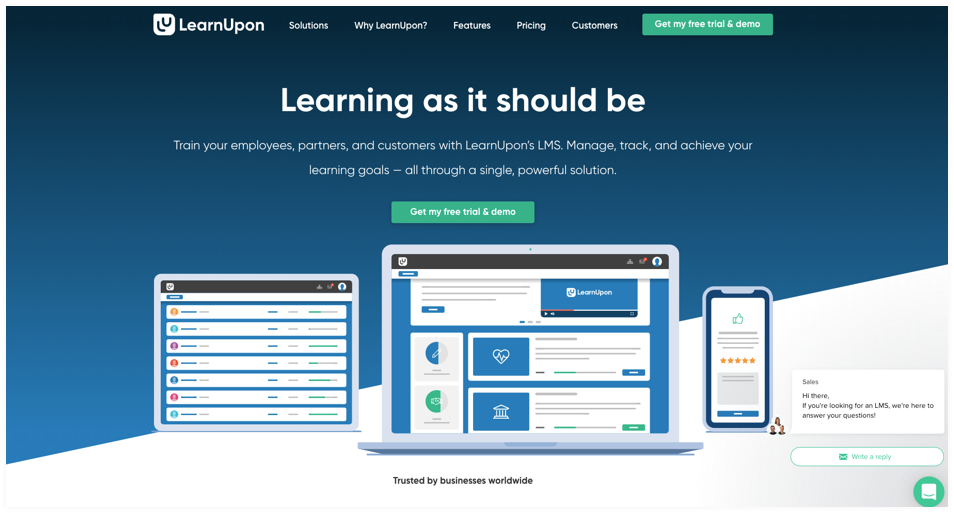 LearnUpon
Solutions
Why LearnUpon?
Features
Pricing
Customers
Get my free trial & demo
Learning as it should be
Train your employees, partners, and customers with LearnUpon's LMS. Manage, track, and achieve your
learning goals — all through a single, powerful solution.
Get my free trial & demo
LearnUpon
Sales
Hi there,
If you're looking for an LMS, we're here to
answer your questions!
Write a reply
Trusted by businesses worldwide